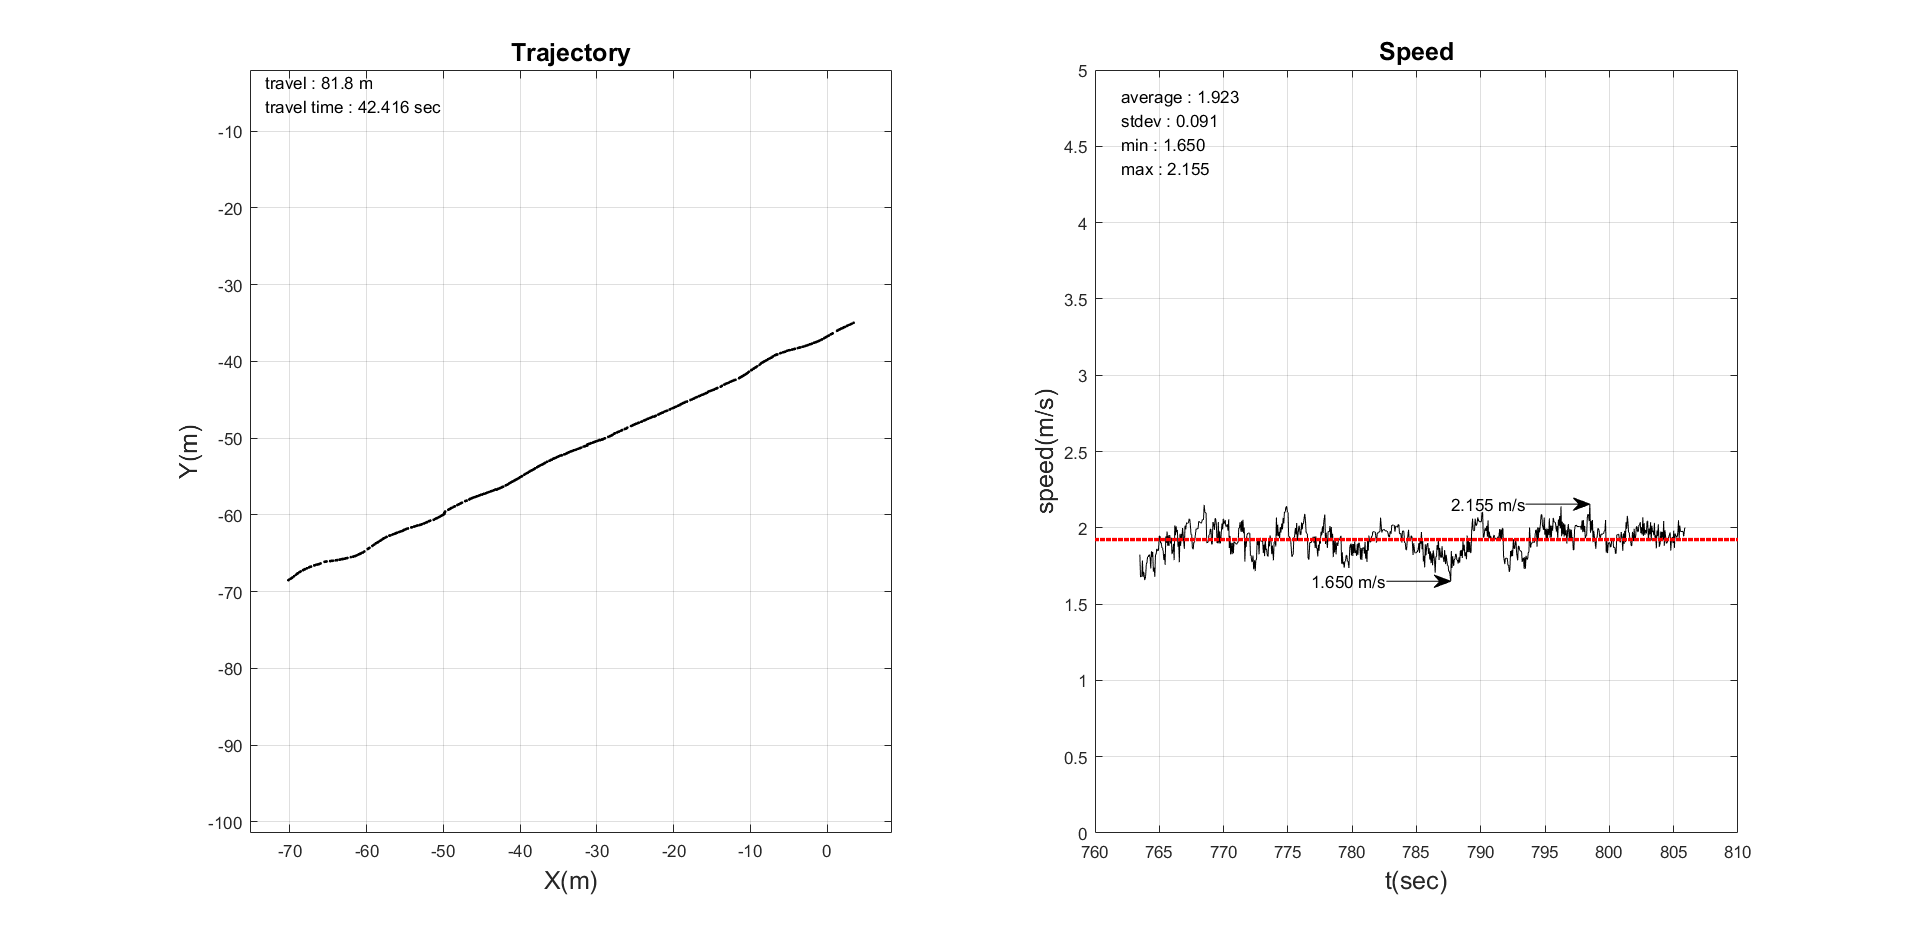 Trajectory
travel : 81.8 m
travel time : 42.416 sec
-10
-20
-30
-40
-50
-60
-70
-80
-90
-100
Y(m)
-70 -60 -50 -40 -30 -20 -10 0
X(m)
Speed
average : 1.923
stdev : 0.091
min : 1.650
max : 2.155
5
4.5
4
3.5
3
2.5
2
1.5
1
0.5
0
speed(m/s)
2.155 m/s
1.650 m/s
760 765 770 775 780 785 790 795 800 805 810
t(sec)